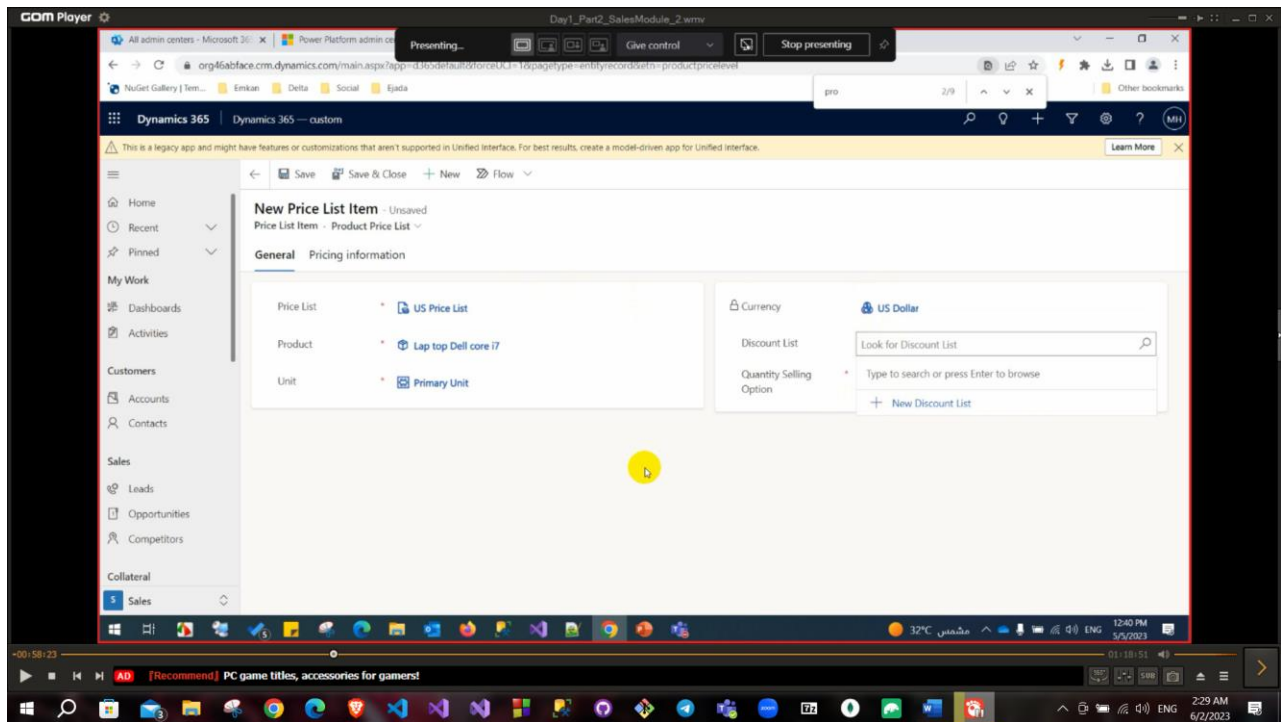 GOM Player
Day1_Part2_SalesModule_2.wmv
All admin centers - Microsoft 36
Power Platform admin ce
Presenting...
Give control
Stop presenting
org46abface.crm.dynamics.com/main.aspx?app=d365default&forceUCI=1&pagetype=entityrecord&etn=productpricelevel
NuGet Gallery | Tem...
Emkan
Delta
Social
Ejada
pro
2/9
Other bookmarks
Dynamics 365
Dynamics 365 — custom
MH
This is a legacy app and might have features or customizations that aren't supported in Unified Interface. For best results, create a model-driven app for Unified Interface.
Learn More
Save
Save & Close
New
Flow
Home
Recent
Pinned
My Work
Dashboards
Activities
Customers
Accounts
Contacts
Sales
Leads
Opportunities
Competitors
Collateral
S Sales
New Price List Item - Unsaved
Price List Item · Product Price List
General
Pricing information
Price List * US Price List
Product * Lap top Dell core i7
Unit * Primary Unit
Currency US Dollar
Discount List Look for Discount List
Quantity Selling Option *
Type to search or press Enter to browse
+ New Discount List
32°C مشمس
ENG
12:40 PM
5/5/2023
-00:58:23
01:18:51
AD [Recommend] PC game titles, accessories for gamers!
SUB
ENG
2:29 AM
6/2/2023